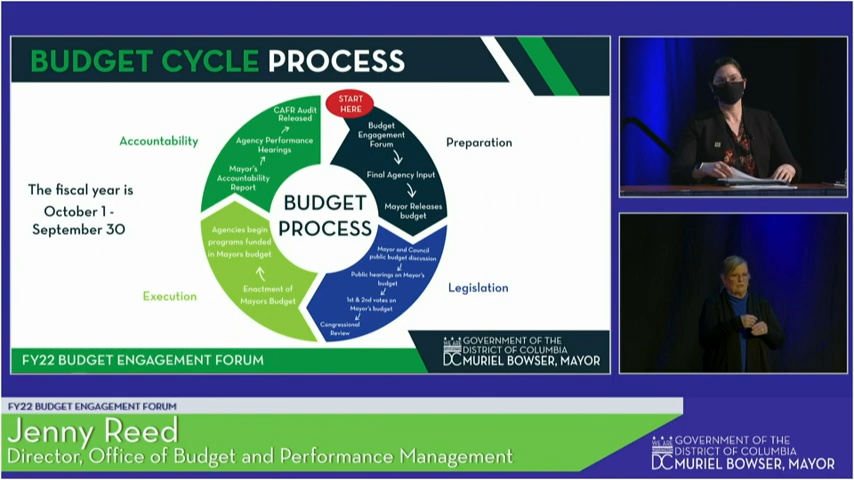 BUDGET CYCLE PROCESS
START
HERE
Budget
Engagement
Forum
Final Agency Input
Mayor Releases
budget
Preparation
Mayor and Council
public budget discussion
Public hearings on Mayor's
budget
1st & 2nd votes on
Mayor's budget
Congressional
Review
Legislation
Enactment of
Mayors Budget
Agencies begin
programs funded
in Mayors budget
Execution
Mayor's
Accountability
Report
Agency Performance
Hearings
CAFR Audit
Released
Accountability
BUDGET
PROCESS
The fiscal year is
October 1 -
September 30
FY22 BUDGET ENGAGEMENT FORUM
WE ARE
DC
GOVERNMENT OF THE
DISTRICT OF COLUMBIA
MURIEL BOWSER, MAYOR
FY22 BUDGET ENGAGEMENT FORUM
Jenny Reed
Director, Office of Budget and Performance Management
WE ARE
DC
GOVERNMENT OF THE
DISTRICT OF COLUMBIA
MURIEL BOWSER, MAYOR